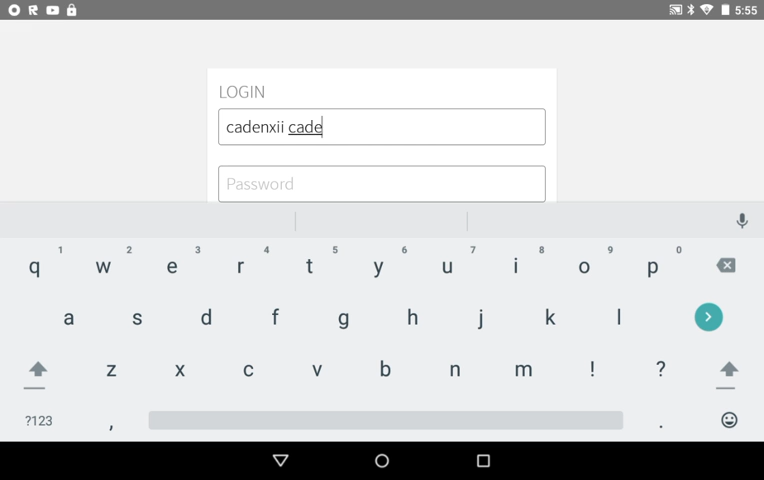 5:55
LOGIN
cadenxii cade
Password
1 2 3 4 5 6 7 8 9 0
q w e r t y u i o p
a s d f g h j k l
z x c v b n m ! ?
?123 , .